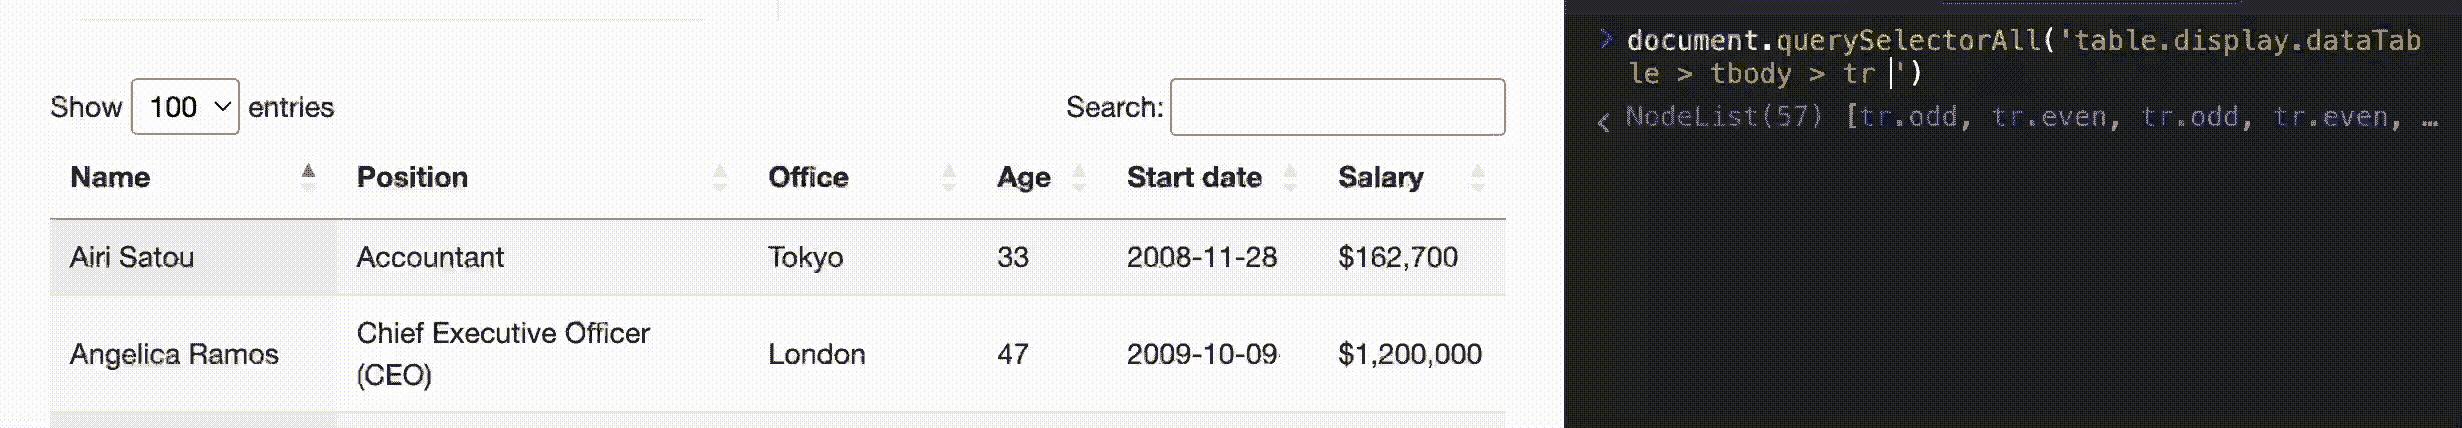 Show 100 entries
Search:
Name Position Office Age Start date Salary
Airi Satou Accountant Tokyo 33 2008-11-28 $162,700
Angelica Ramos Chief Executive Officer (CEO) London 47 2009-10-09 $1,200,000
> document.querySelectorAll('table.display.dataTab
le > tbody > tr ')
< NodeList(57) [tr.odd, tr.even, tr.odd, tr.even, …